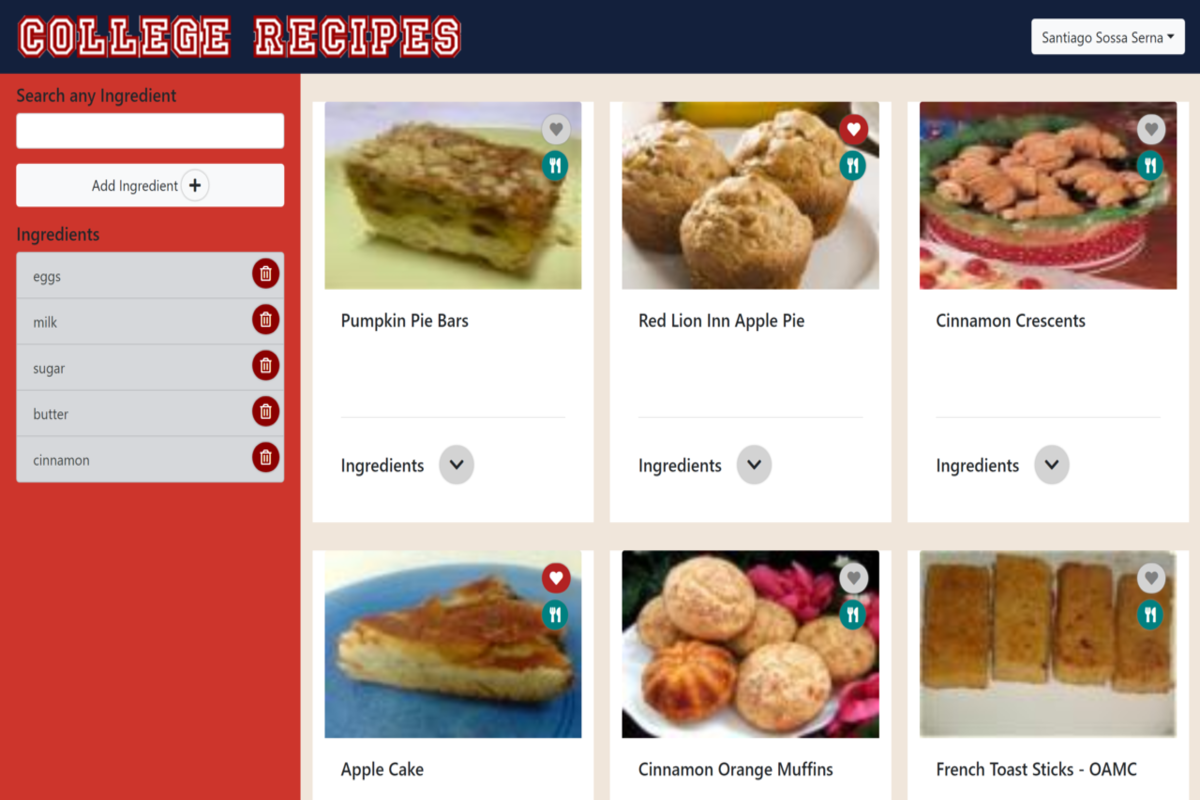 COLLEGE RECIPES
Santiago Sossa Serna
Search any Ingredient
Add Ingredient
Ingredients
eggs
milk
sugar
butter
cinnamon
Pumpkin Pie Bars
Red Lion Inn Apple Pie
Cinnamon Crescents
Ingredients
Ingredients
Ingredients
Apple Cake
Cinnamon Orange Muffins
French Toast Sticks - OAMC